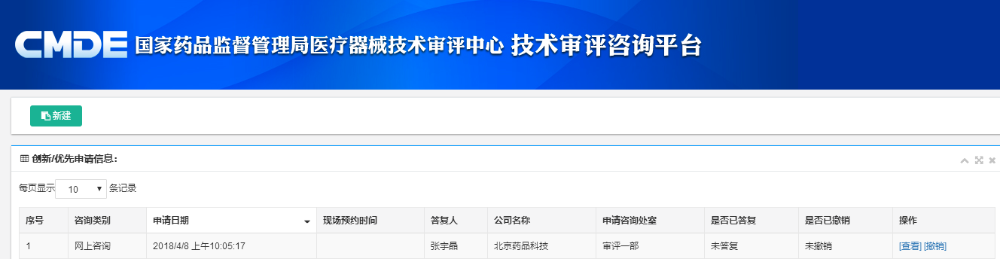 CMDE 国家药品监督管理局医疗器械技术审评中心 技术审评咨询平台
新建
创新/优先申请信息:
每页显示 10 条记录
序号 咨询类别 申请日期 现场预约时间 答复人 公司名称 申请咨询处室 是否已答复 是否已撤销 操作
1 网上咨询 2018/4/8 上午10:05:17 张宇晶 北京药品科技 审评一部 未答复 未撤销 [查看] [撤销]